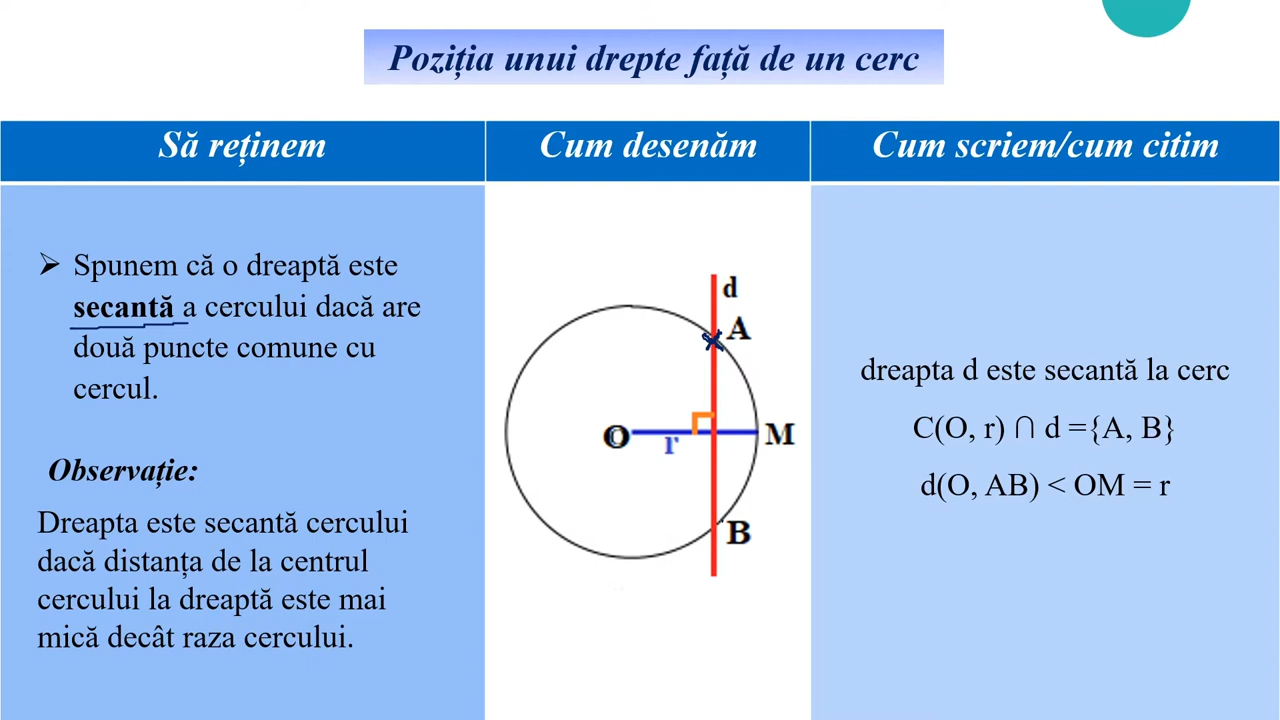 Poziția unui drepte față de un cerc
Să reținem
Cum desenăm
Cum scriem/cum citim
➢ Spunem că o dreaptă este
secantă a cercului dacă are
două puncte comune cu
cercul.
Observație:
Dreapta este secantă cercului
dacă distanța de la centrul
cercului la dreaptă este mai
mică decât raza cercului.
d
A
O
r
M
B
dreapta d este secantă la cerc
C(O, r) ∩ d ={A, B}
d(O, AB) < OM = r